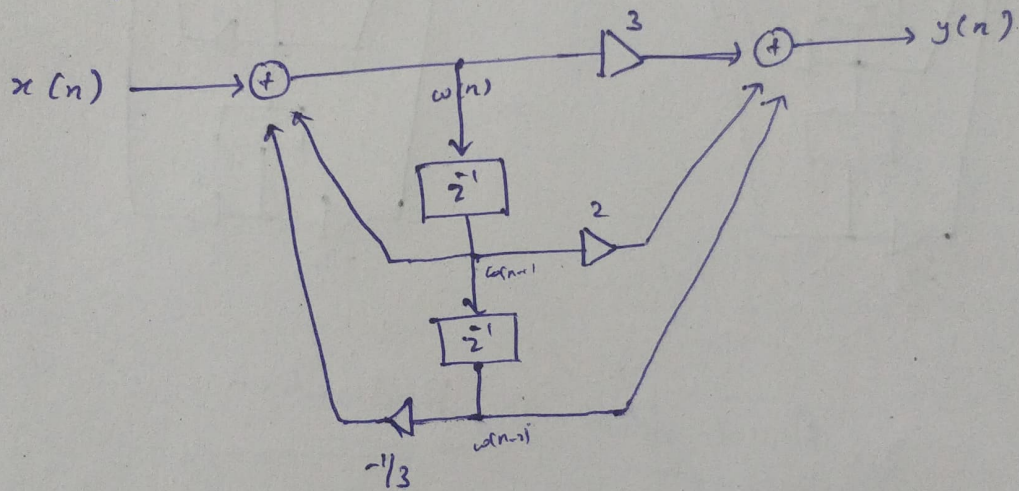 3
y(n)
x(n)
+
+
ω(n)
z⁻¹
2
ω(n-1
z⁻¹
ω(n-2)
-1/3